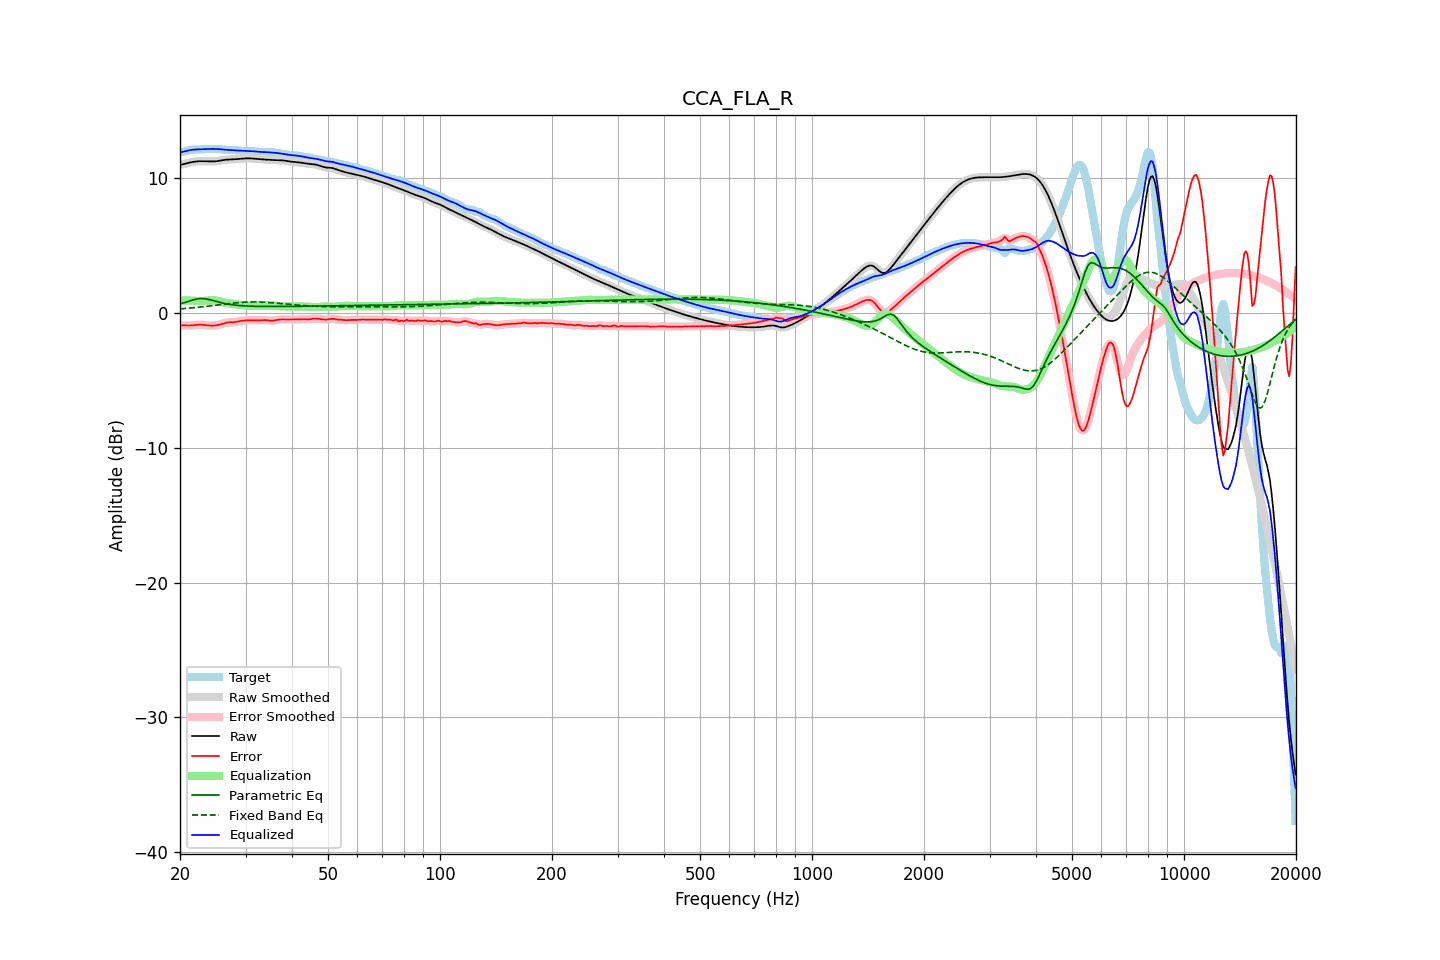 CCA_FLA_R
Amplitude (dBr)
10
0
−10
−20
−30
−40
Target
Raw Smoothed
Error Smoothed
Raw
Error
Equalization
Parametric Eq
Fixed Band Eq
Equalized
20 50 100 200 500 1000 2000 5000 10000 20000
Frequency (Hz)